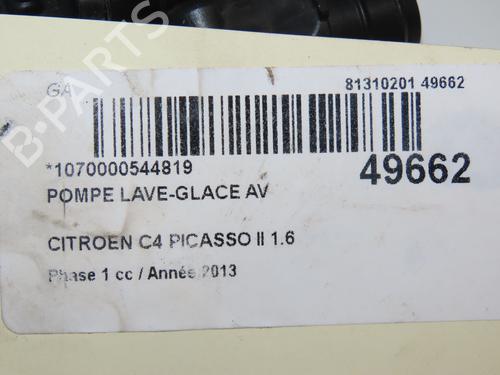 B-PARTS
GA
81310201 49662
*1070000544819
49662
POMPE LAVE-GLACE AV
CITROEN C4 PICASSO II 1.6
Phase 1 cc / Année 2013